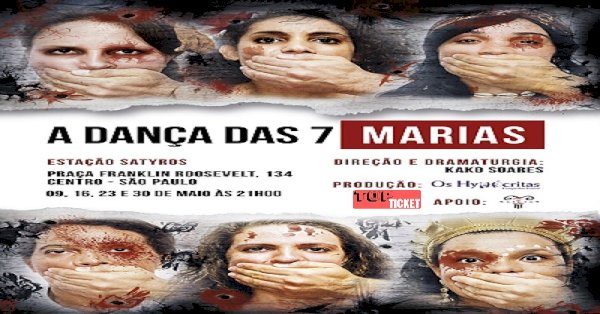 A DANÇA DAS 7 MARIAS
ESTAÇÃO SATYROS
PRAÇA FRANKLIN ROOSEVELT, 134
CENTRO - SÃO PAULO
09, 16, 23 E 30 DE MAIO ÀS 21H00
DIREÇÃO E DRAMATURGIA:
KAKO SOARES
PRODUÇÃO: Os Hypócritas
TOP TICKET
APOIO: